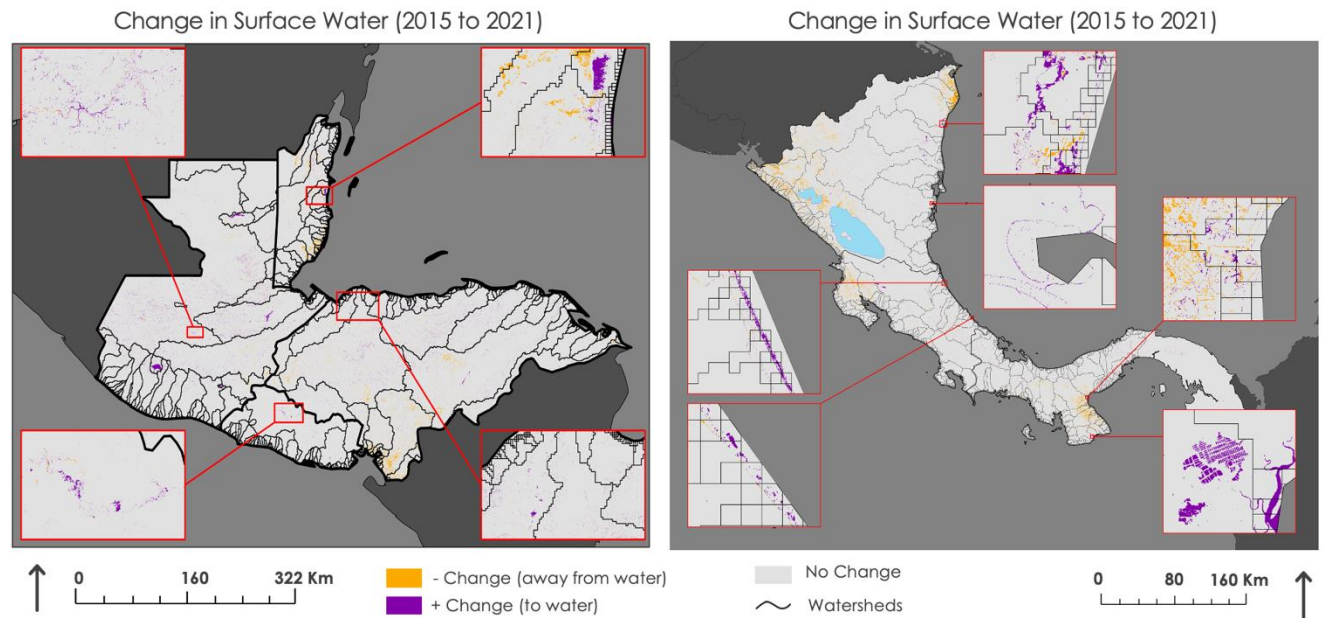 Change in Surface Water (2015 to 2021)
Change in Surface Water (2015 to 2021)
0 160 322 Km
- Change (away from water)
+ Change (to water)
No Change
Watersheds
0 80 160 Km